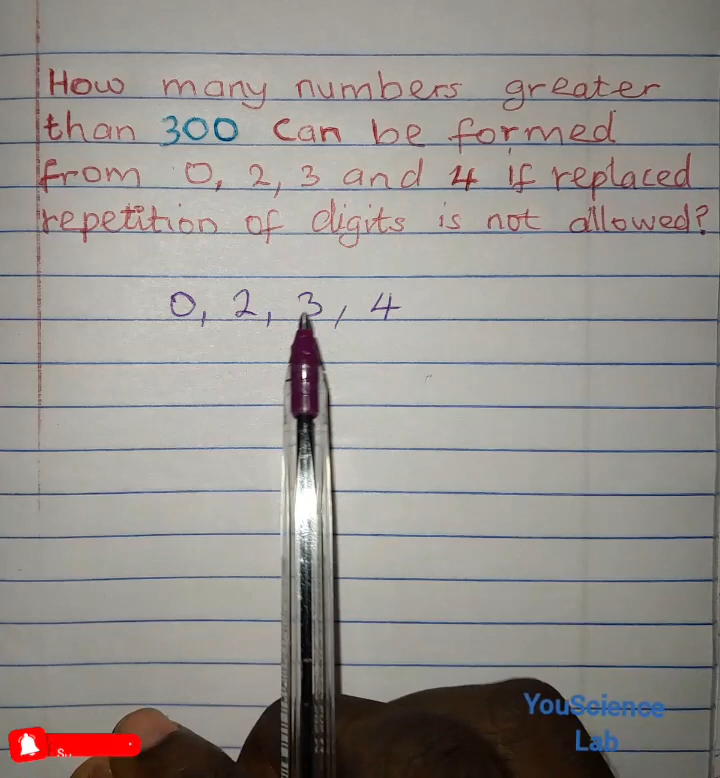 How many numbers greater
than 300 can be formed
from 0, 2, 3 and 4 if replaced
repetition of digits is not allowed?
0, 2, 3, 4
YouScience
Lab